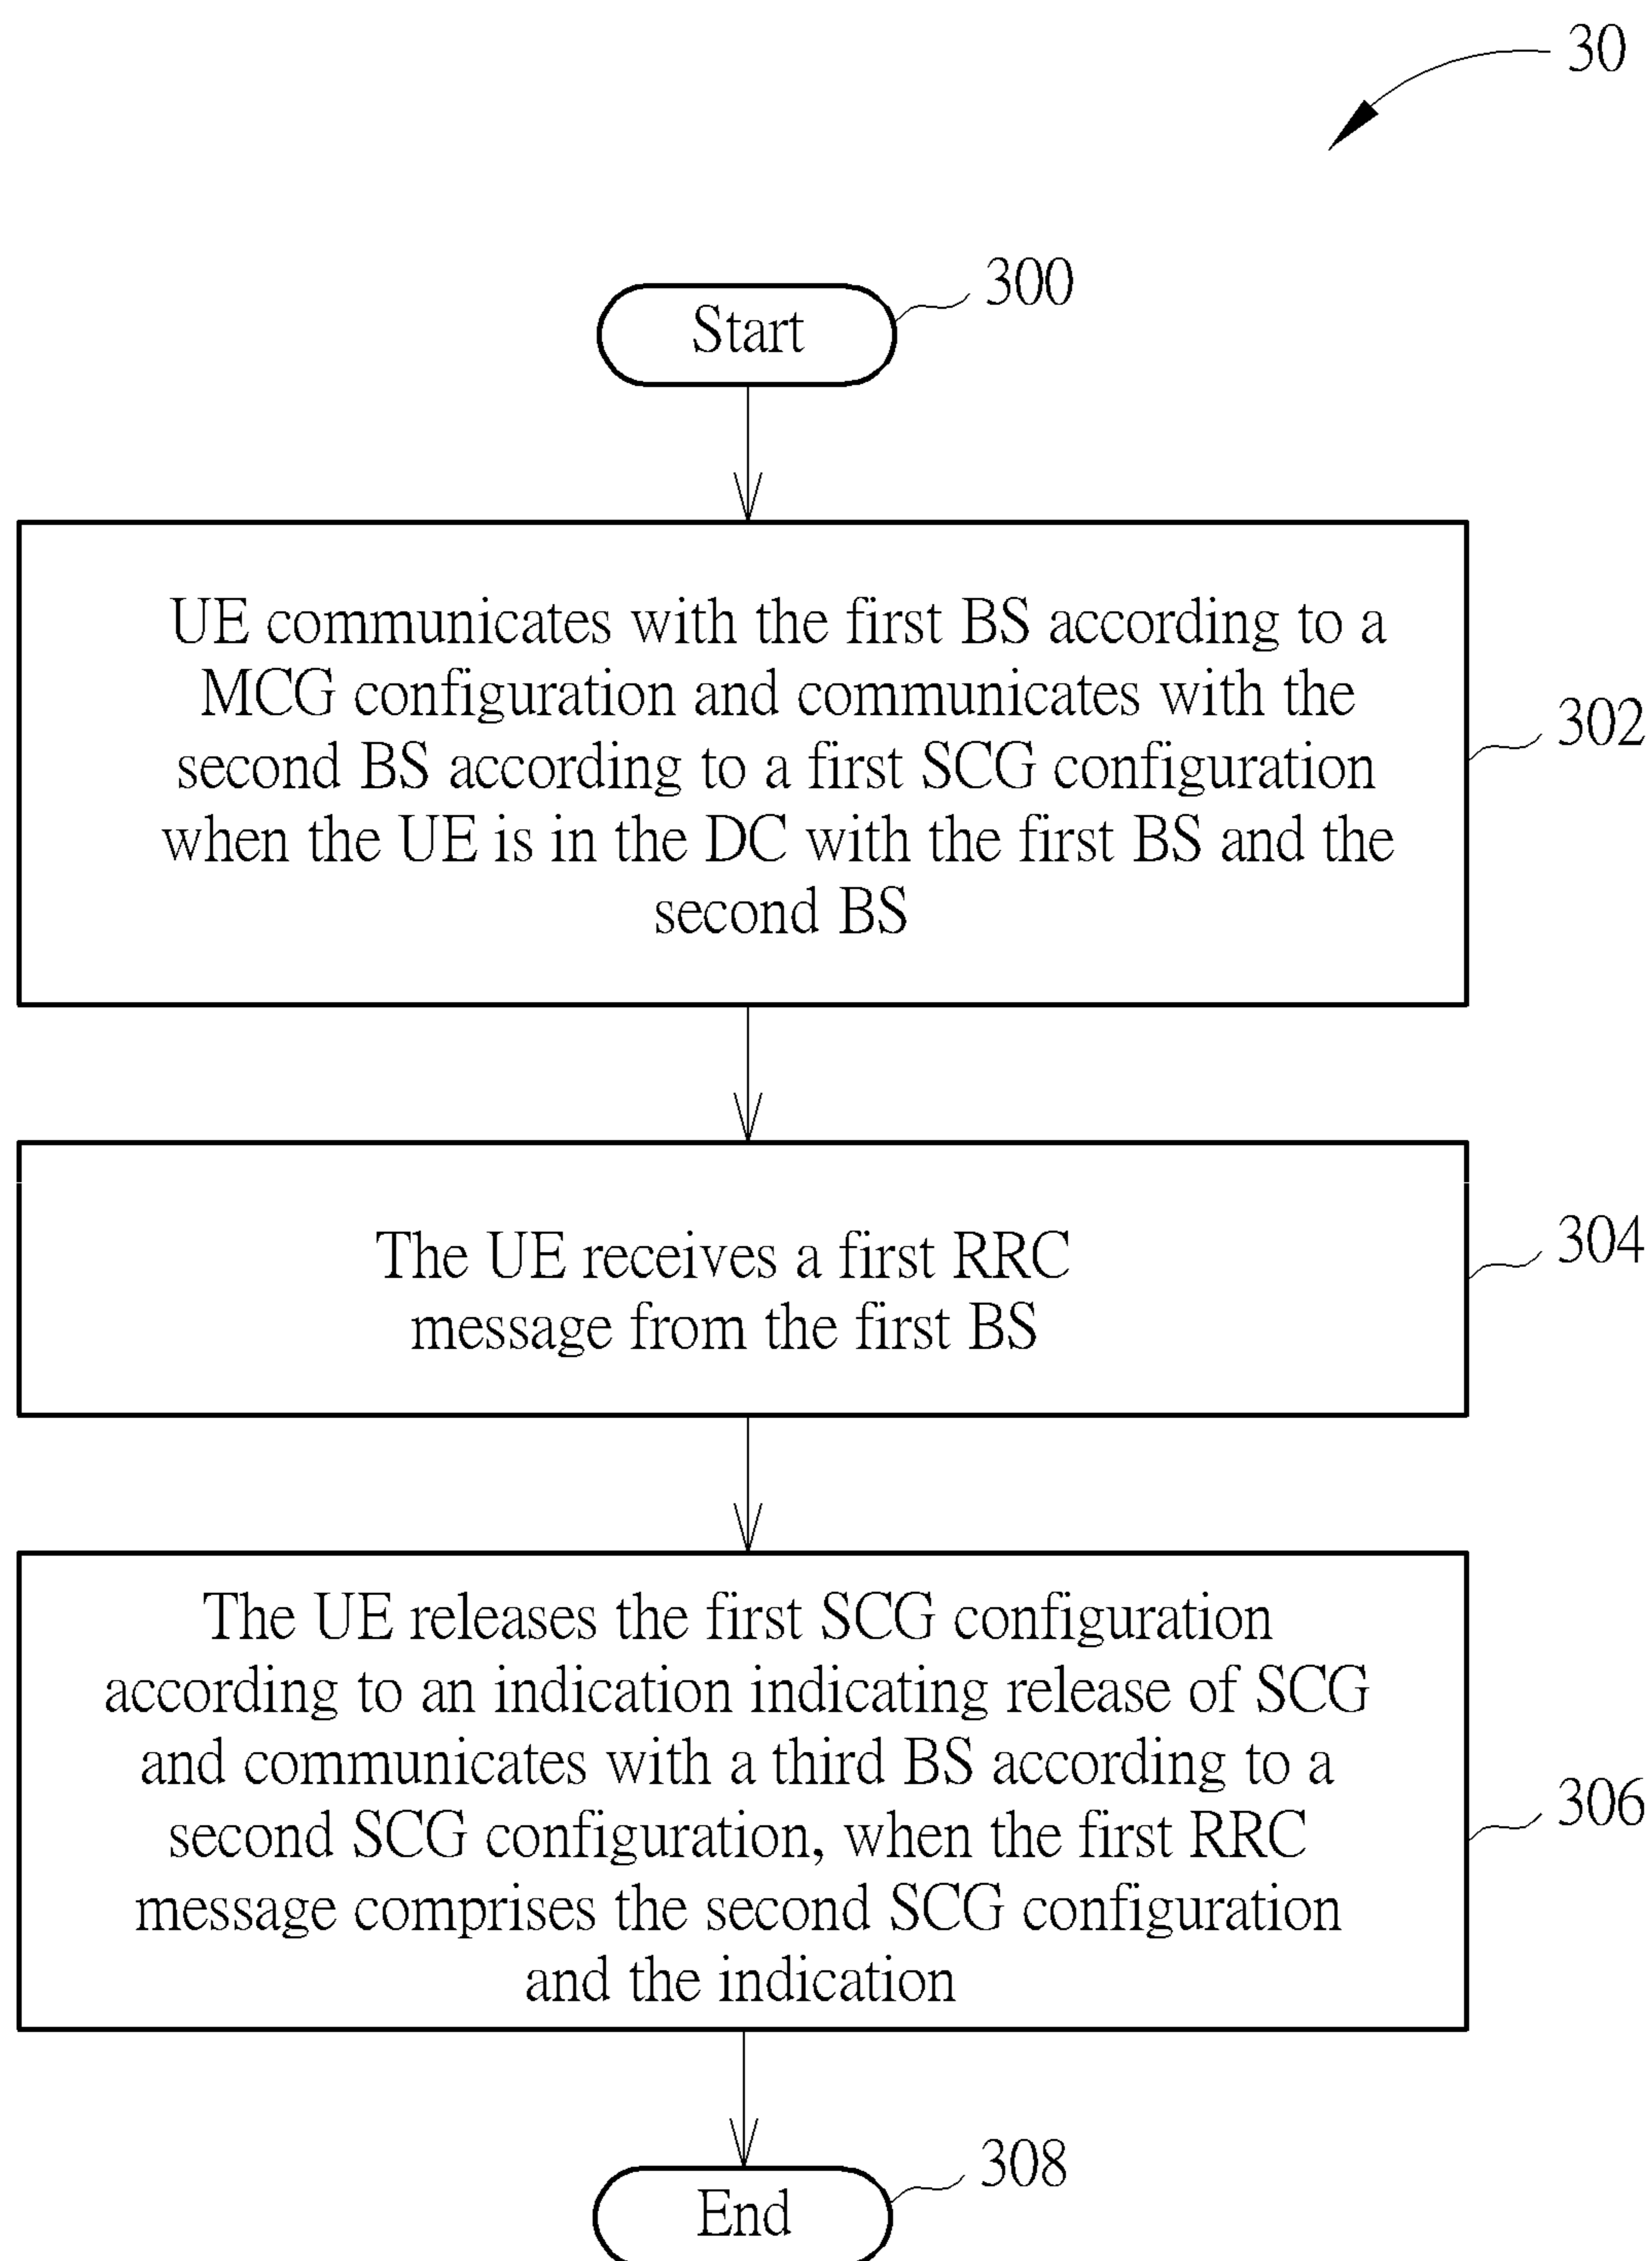 30
300
Start
UE communicates with the first BS according to a
MCG configuration and communicates with the
second BS according to a first SCG configuration
when the UE is in the DC with the first BS and the
second BS
302
The UE receives a first RRC
message from the first BS
304
The UE releases the first SCG configuration
according to an indication indicating release of SCG
and communicates with a third BS according to a
second SCG configuration, when the first RRC
message comprises the second SCG configuration
and the indication
306
308
End